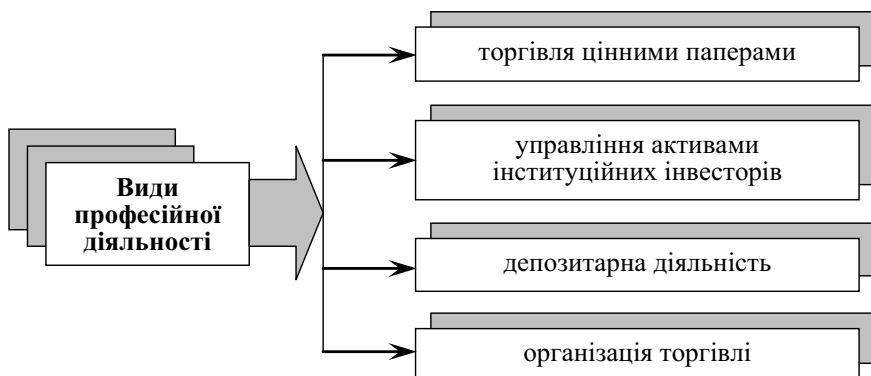 Види
професійної
діяльності
торгівля цінними паперами
управління активами
інституційних інвесторів
депозитарна діяльність
організація торгівлі